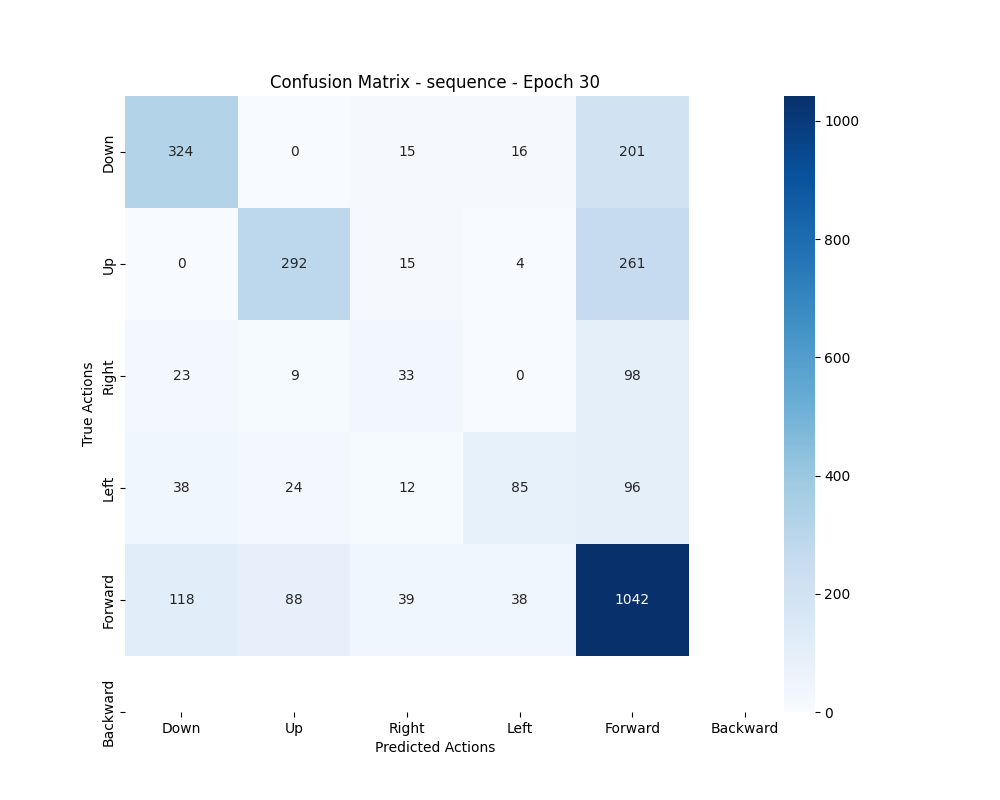 Confusion Matrix - sequence - Epoch 30
True Actions
Down 324 0 15 16 201
Up 0 292 15 4 261
Right 23 9 33 0 98
Left 38 24 12 85 96
Forward 118 88 39 38 1042
Backward
Down Up Right Left Forward Backward
Predicted Actions
1000
800
600
400
200
0